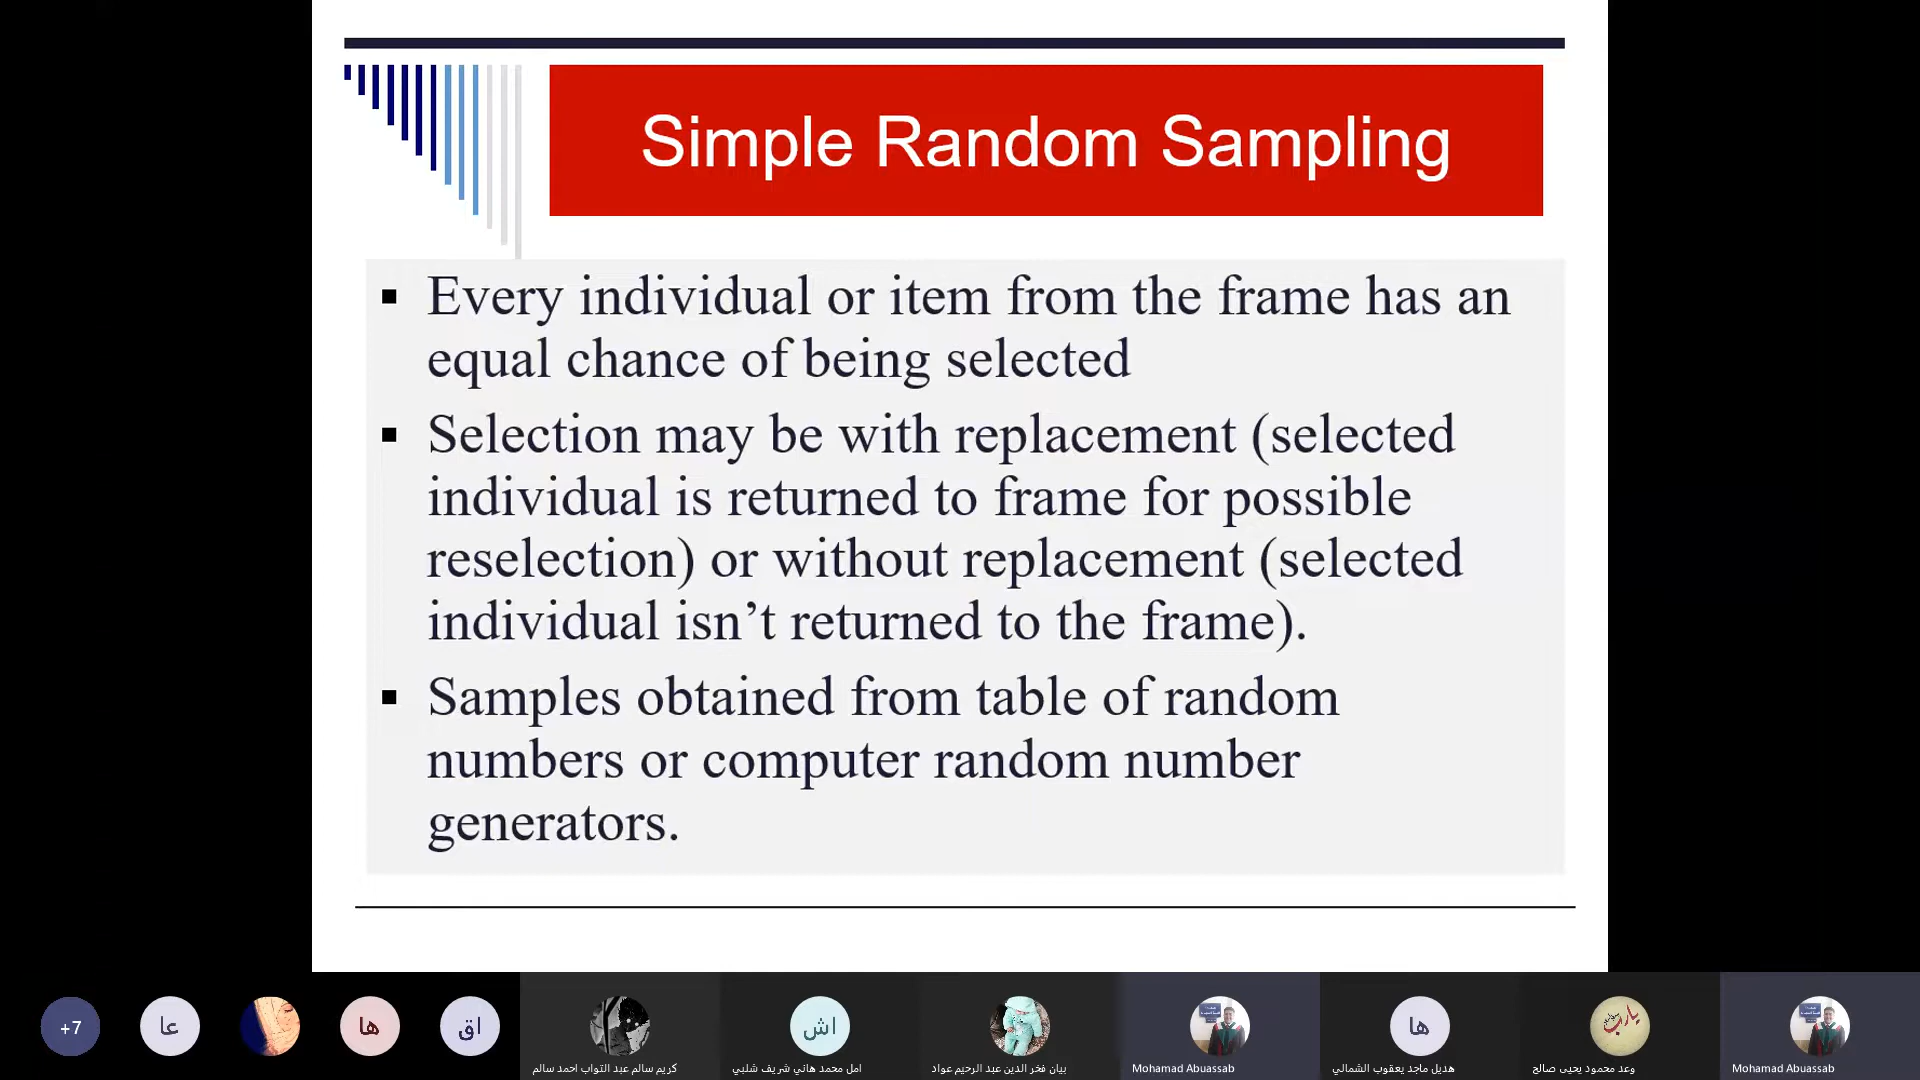 Simple Random Sampling
▪ Every individual or item from the frame has an
equal chance of being selected
▪ Selection may be with replacement (selected
individual is returned to frame for possible
reselection) or without replacement (selected
individual isn’t returned to the frame).
▪ Samples obtained from table of random
numbers or computer random number
generators.
+7
عا
ها
اق
اش
ها
يارب
كريم سالم عبد التواب احمد سالم
امل محمد هاني شريف شلبي
بيان فخر الدين عبد الرحيم عواد
Mohamad Abuassab
هديل ماجد يعقوب الشمالي
وعد محمود يحيى صالح
Mohamad Abuassab